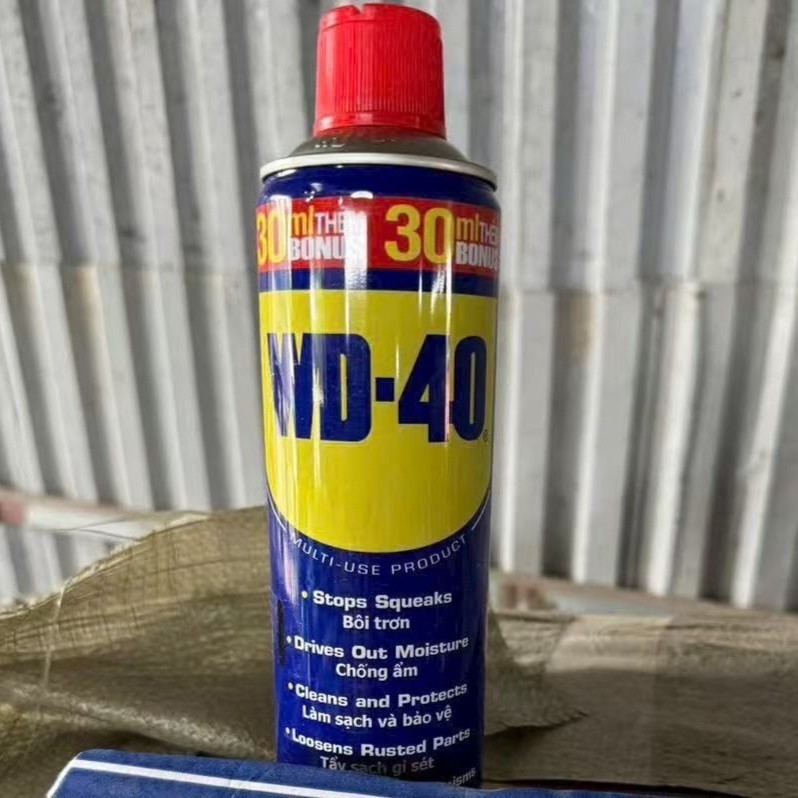 30 ml THÊM BONUS 30 ml THÊM BONUS
WD-40
®
MULTI-USE PRODUCT
• Stops Squeaks
Bôi trơn
• Drives Out Moisture
Chống ẩm
• Cleans and Protects
Làm sạch và bảo vệ
• Loosens Rusted Parts
Tẩy sạch gỉ sét